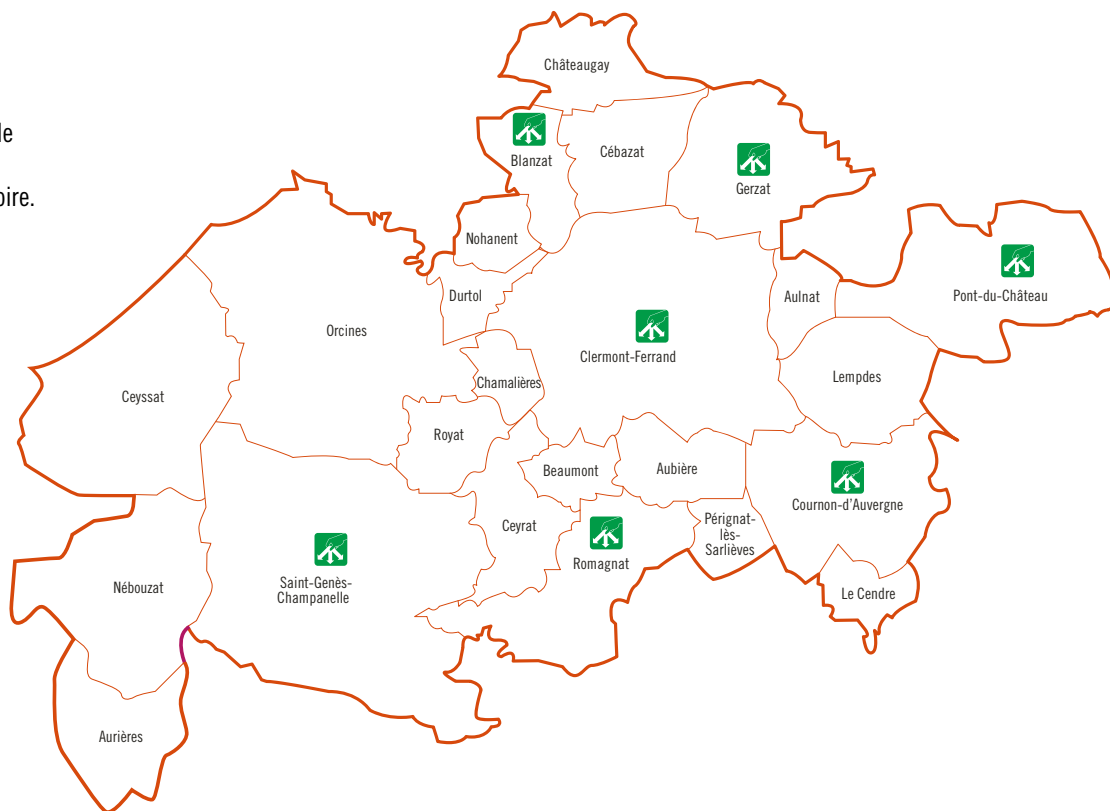 le
oire.
Châteaugay
Blanzat
Cébazat
Gerzat
Nohanent
Durtol
Aulnat
Pont-du-Château
Orcines
Clermont-Ferrand
Chamalières
Lempdes
Ceyssat
Royat
Beaumont
Aubière
Cournon-d'Auvergne
Ceyrat
Pérignat-
lès-
Sarlièves
Romagnat
Saint-Genès-
Champanelle
Nébouzat
Le Cendre
Aurières